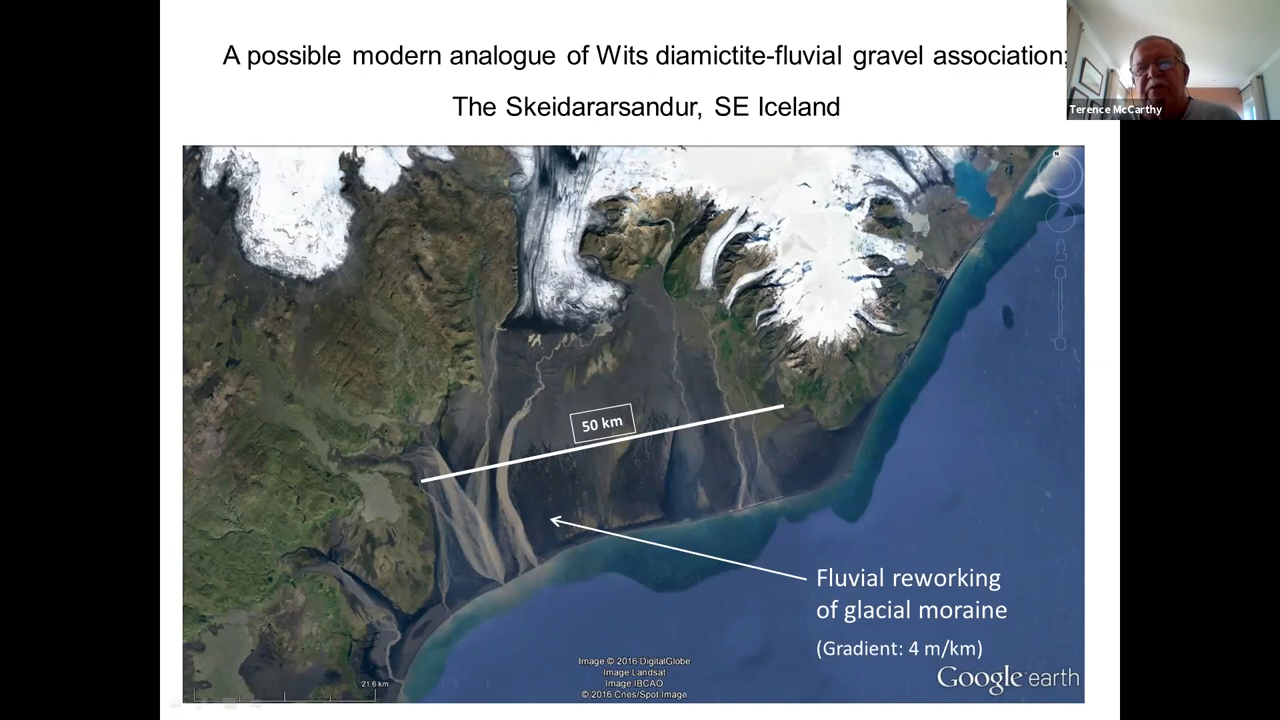 A possible modern analogue of Wits diamictite-fluvial gravel association;
The Skeidararsandur, SE Iceland
Terence McCarthy
50 km
Fluvial reworking
of glacial moraine
(Gradient: 4 m/km)
Image © 2016 DigitalGlobe
Image Landsat
Image IBCAO
© 2016 Cnes/Spot Image
Google earth
21.6 km